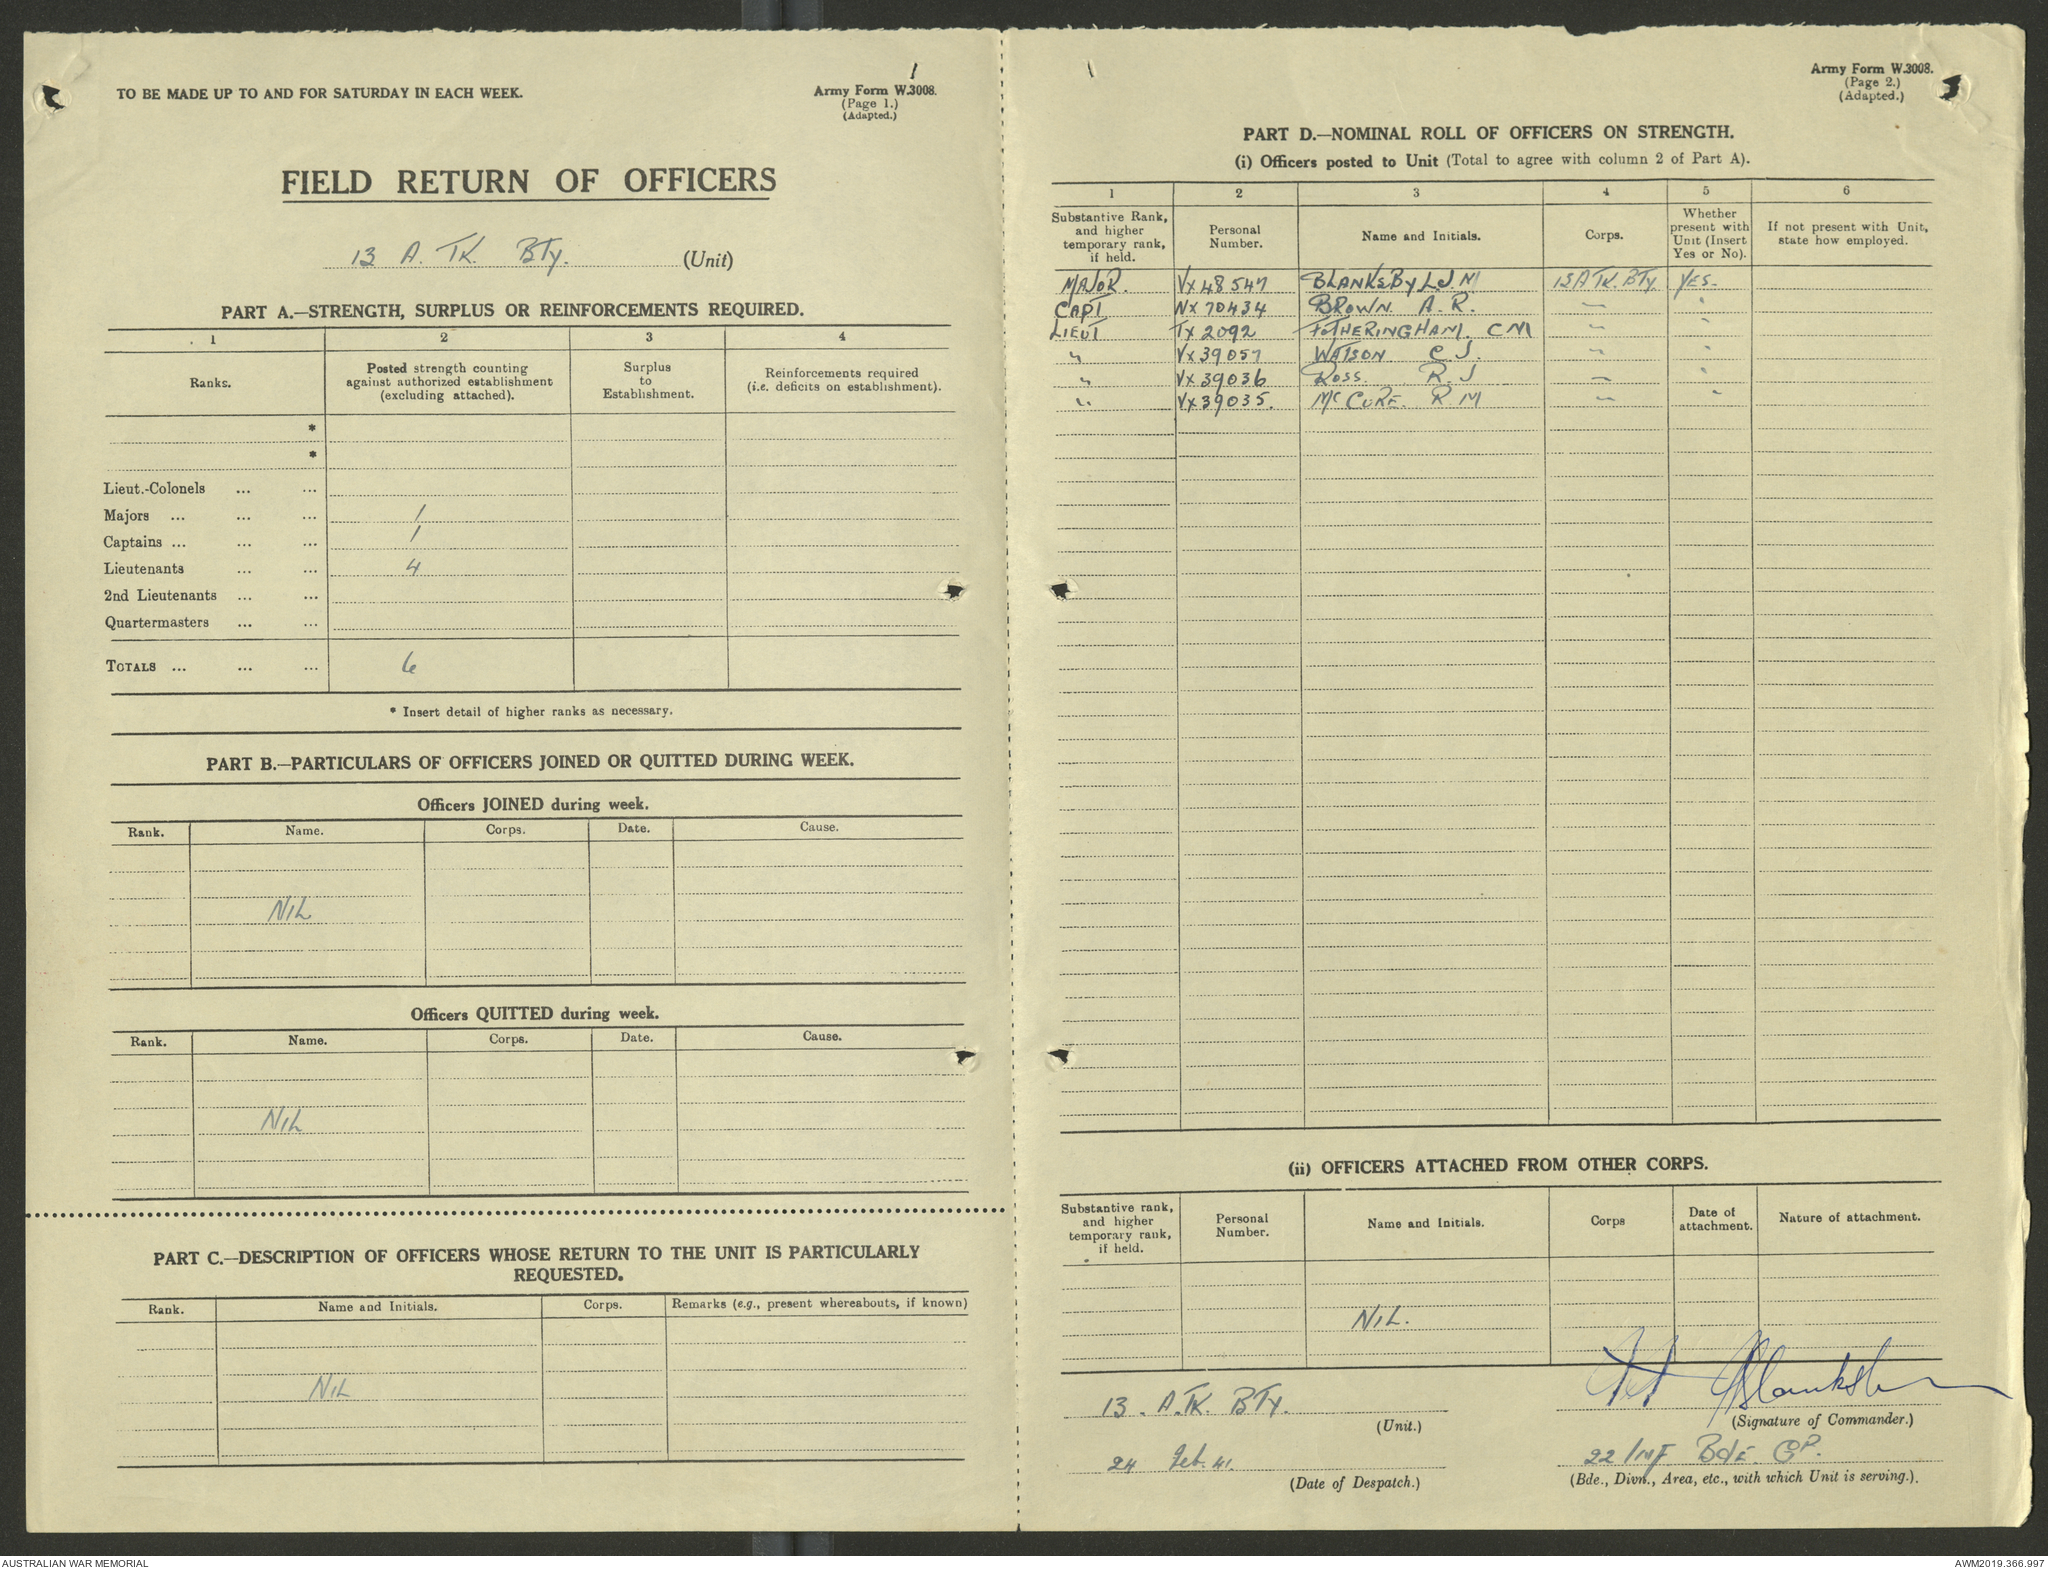 TO BE MADE UP TO AND FOR SATURDAY IN EACH WEEK.
1
Army Form W.3008.
(Page 1.)
(Adapted.)
FIELD RETURN OF OFFICERS
13 A. TK. BTy. (Unit)
PART A.—STRENGTH, SURPLUS OR REINFORCEMENTS REQUIRED.
1 2 3 4
Ranks. Posted strength counting against authorized establishment (excluding attached). Surplus to Establishment. Reinforcements required (i.e. deficits on establishment).
*
*
Lieut.-Colonels ... ...
Majors ... ... ... 1
Captains ... ... ... 1
Lieutenants ... ... 4
2nd Lieutenants ... ...
Quartermasters ... ...
TOTALS ... ... ... 6
* Insert detail of higher ranks as necessary.
PART B.—PARTICULARS OF OFFICERS JOINED OR QUITTED DURING WEEK.
Officers JOINED during week.
Rank. Name. Corps. Date. Cause.
NIL
Officers QUITTED during week.
Rank. Name. Corps. Date. Cause.
NIL
PART C.—DESCRIPTION OF OFFICERS WHOSE RETURN TO THE UNIT IS PARTICULARLY
REQUESTED.
Rank. Name and Initials. Corps. Remarks (e.g., present whereabouts, if known)
NIL
Army Form W.3008.
(Page 2.)
(Adapted.)
PART D.—NOMINAL ROLL OF OFFICERS ON STRENGTH.
(i) Officers posted to Unit (Total to agree with column 2 of Part A).
1 2 3 4 5 6
Substantive Rank, and higher temporary rank, if held. Personal Number. Name and Initials. Corps. Whether present with Unit (Insert Yes or No). If not present with Unit, state how employed.
MAJOR. VX48547 BLANKSBY L J N 13 A TK. BTy. YES.
CAPT NX70434 BROWN A. R. " "
LIEUT TX2092 FOTHERINGHAM. C M " "
" VX39057 WATSON C J. " "
" VX39036 ROSS. R. J " "
" VX39035. McCURE. R M " "
(ii) OFFICERS ATTACHED FROM OTHER CORPS.
Substantive rank, and higher temporary rank, if held. Personal Number. Name and Initials. Corps Date of attachment. Nature of attachment.
NIL.
13. A.TK. BTy.
(Unit.)
(Signature of Commander.)
24 Feb. 41.
(Date of Despatch.)
22 INF BdE. GP.
(Bde., Divn., Area, etc., with which Unit is serving.).
AUSTRALIAN WAR MEMORIAL
AWM2019.366.997